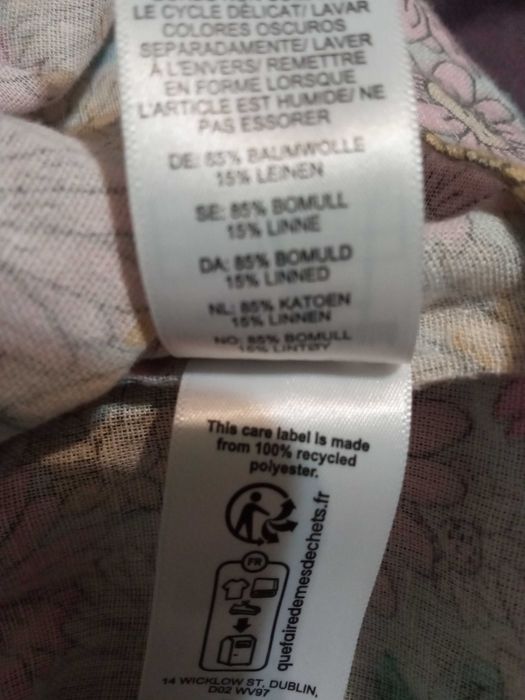 LE CYCLE DÉLICAT/ LAVAR
COLORES OSCUROS
SEPARADAMENTE/ LAVER
À L'ENVERS/ REMETTRE
EN FORME LORSQUE
L'ARTICLE EST HUMIDE/ NE
PAS ESSORER
DE: 85% BAUMWOLLE
15% LEINEN
SE: 85% BOMULL
15% LINNE
DA: 85% BOMULD
15% LINNED
NL: 85% KATOEN
15% LINNEN
NO: 85% BOMULL
15% LINTØY
This care label is made
from 100% recycled
polyester.
FR
quefairedemesdechets.fr
14 WICKLOW ST, DUBLIN,
D02 WV97